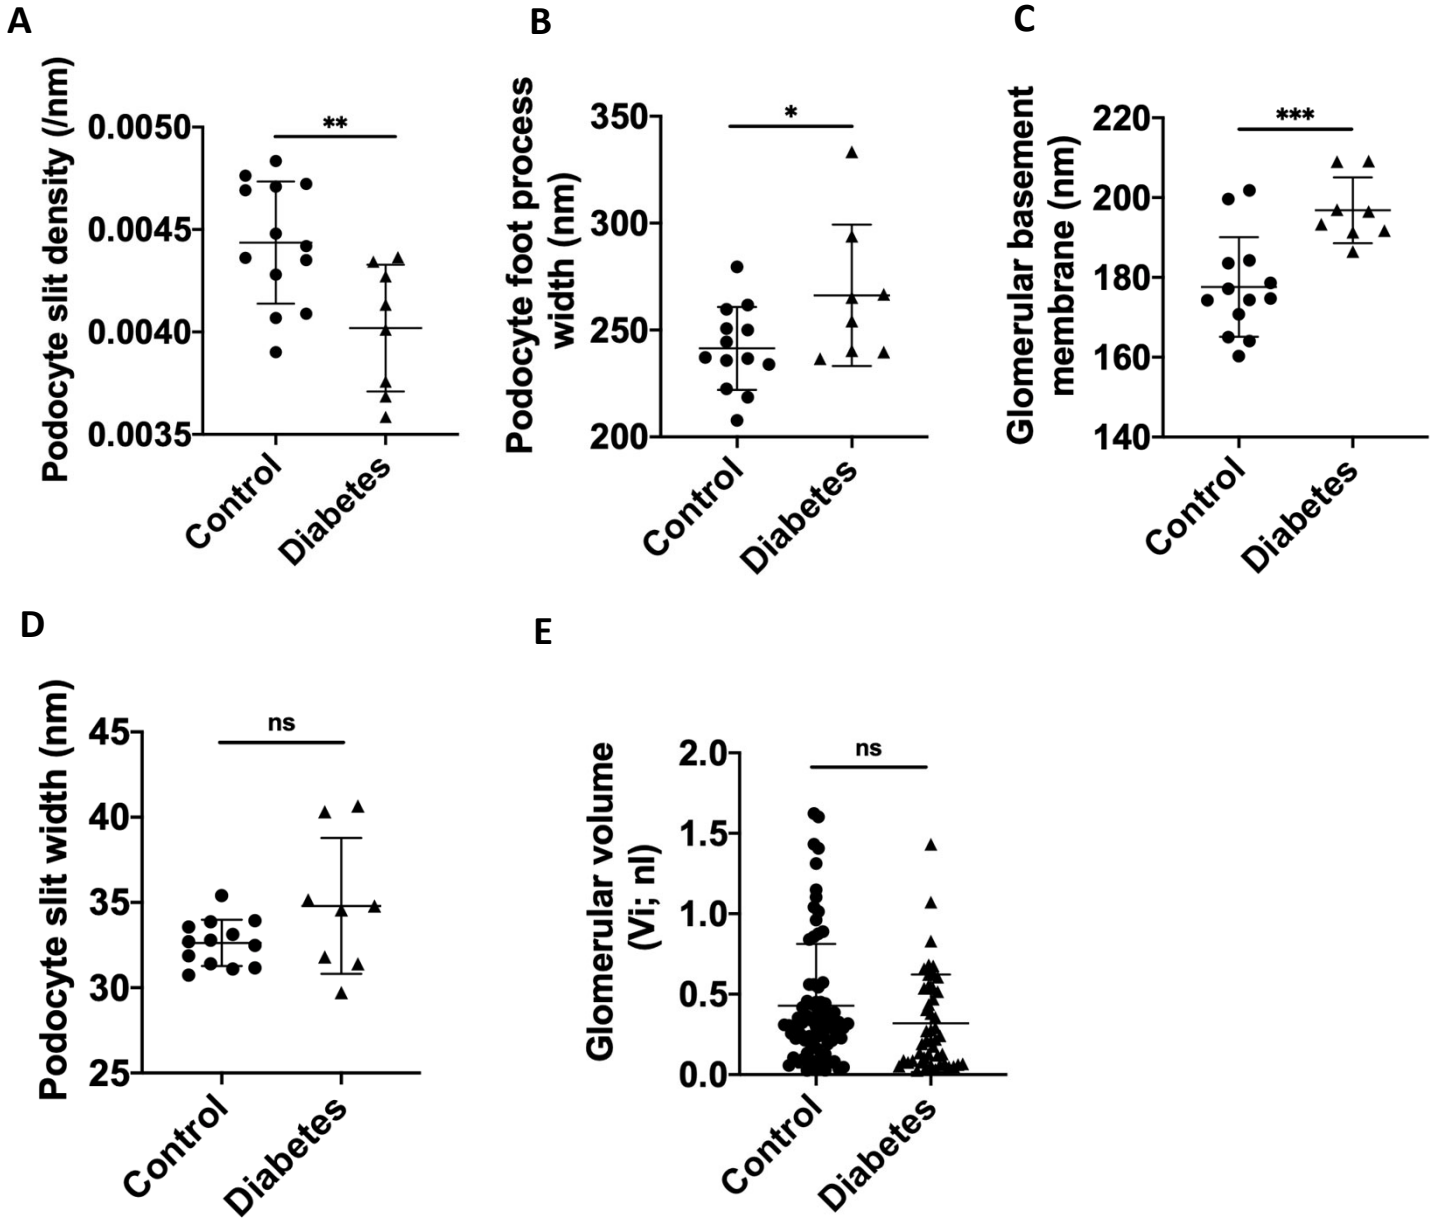 A
Podocyte slit density (/nm)
0.0050
0.0045
0.0040
0.0035
**
Control
Diabetes
B
Podocyte foot process
width (nm)
350
300
250
200
*
Control
Diabetes
C
Glomerular basement
membrane (nm)
220
200
180
160
140
***
Control
Diabetes
D
Podocyte slit width (nm)
45
40
35
30
25
ns
Control
Diabetes
E
Glomerular volume
(Vi; nl)
2.0
1.5
1.0
0.5
0.0
ns
Control
Diabetes